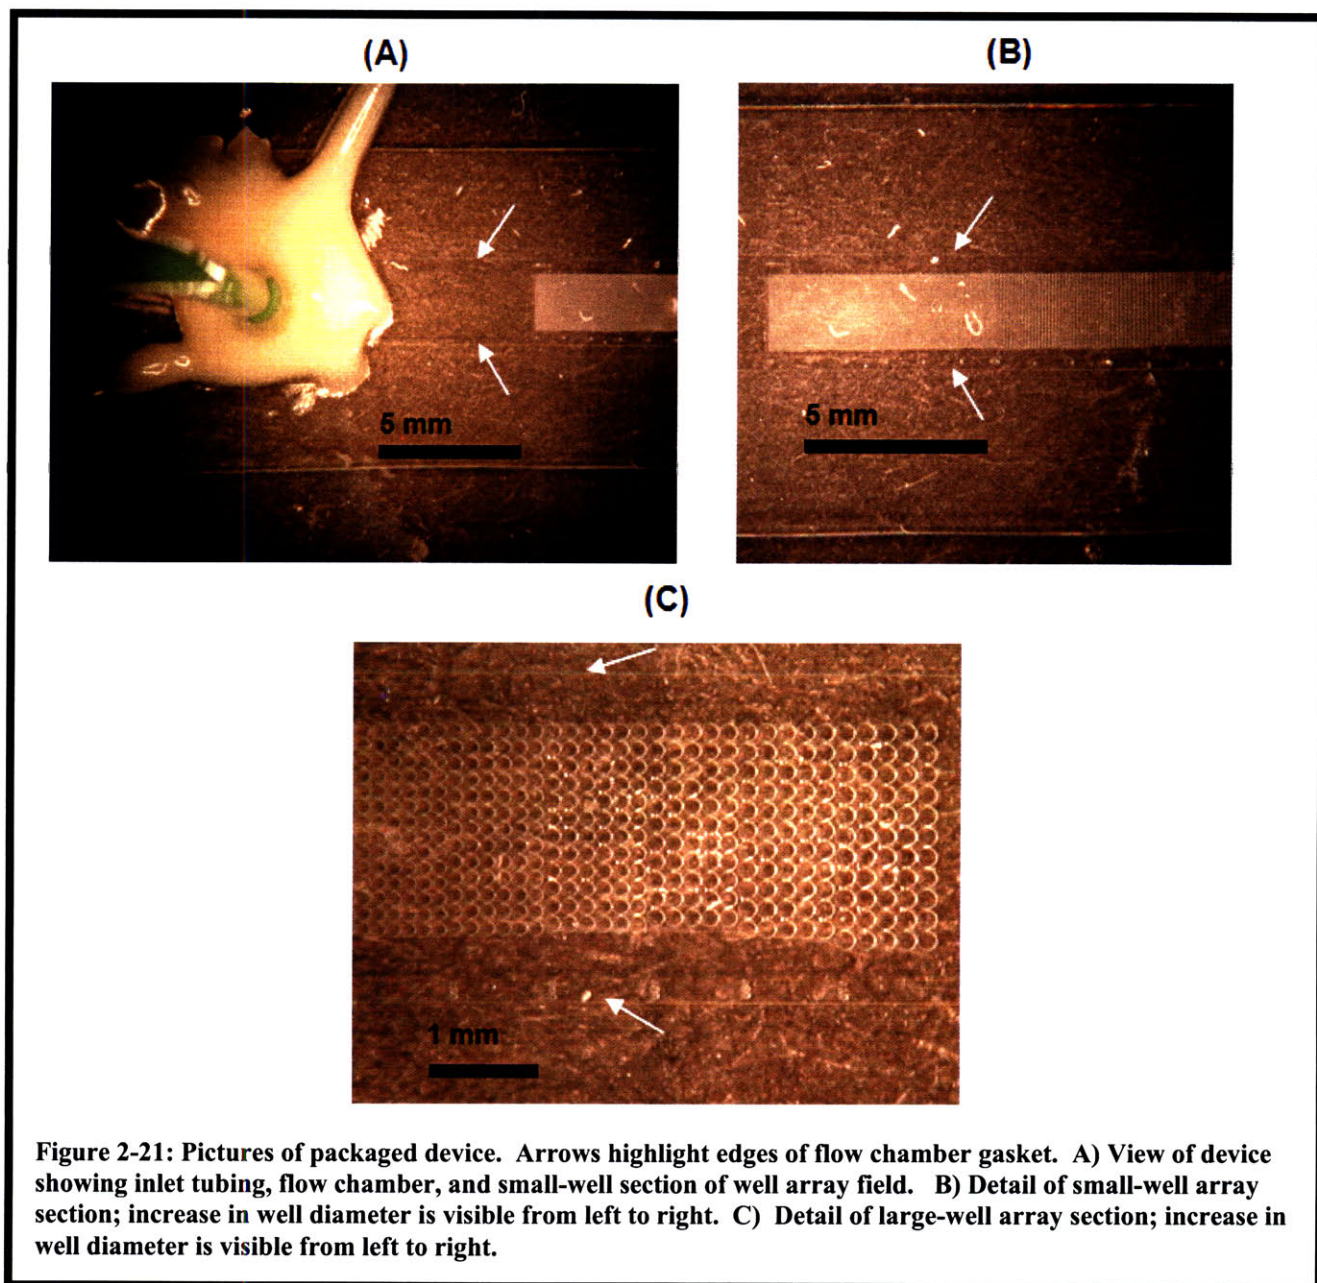 (A)
(B)
5 mm
5 mm
(C)
1 mm
Figure 2-21: Pictures of packaged device. Arrows highlight edges of flow chamber gasket. A) View of device
showing inlet tubing, flow chamber, and small-well section of well array field. B) Detail of small-well array
section; increase in well diameter is visible from left to right. C) Detail of large-well array section; increase in
well diameter is visible from left to right.